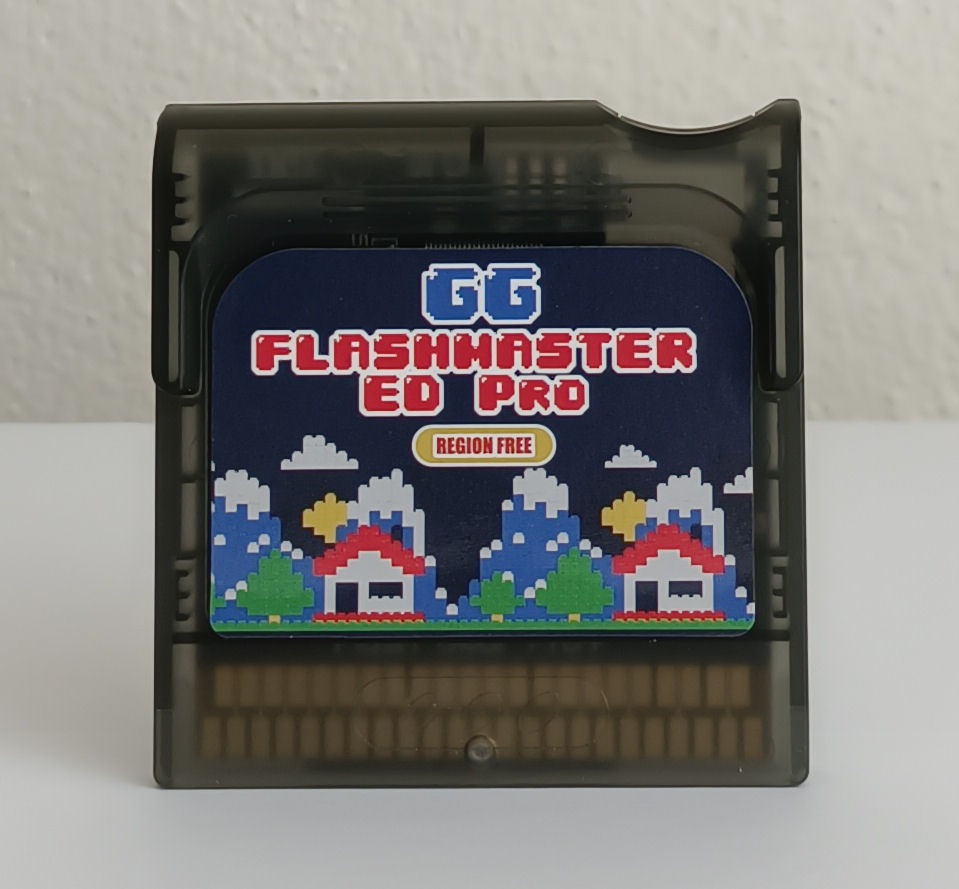 GG
FLASHMASTER
ED PRO
REGION FREE